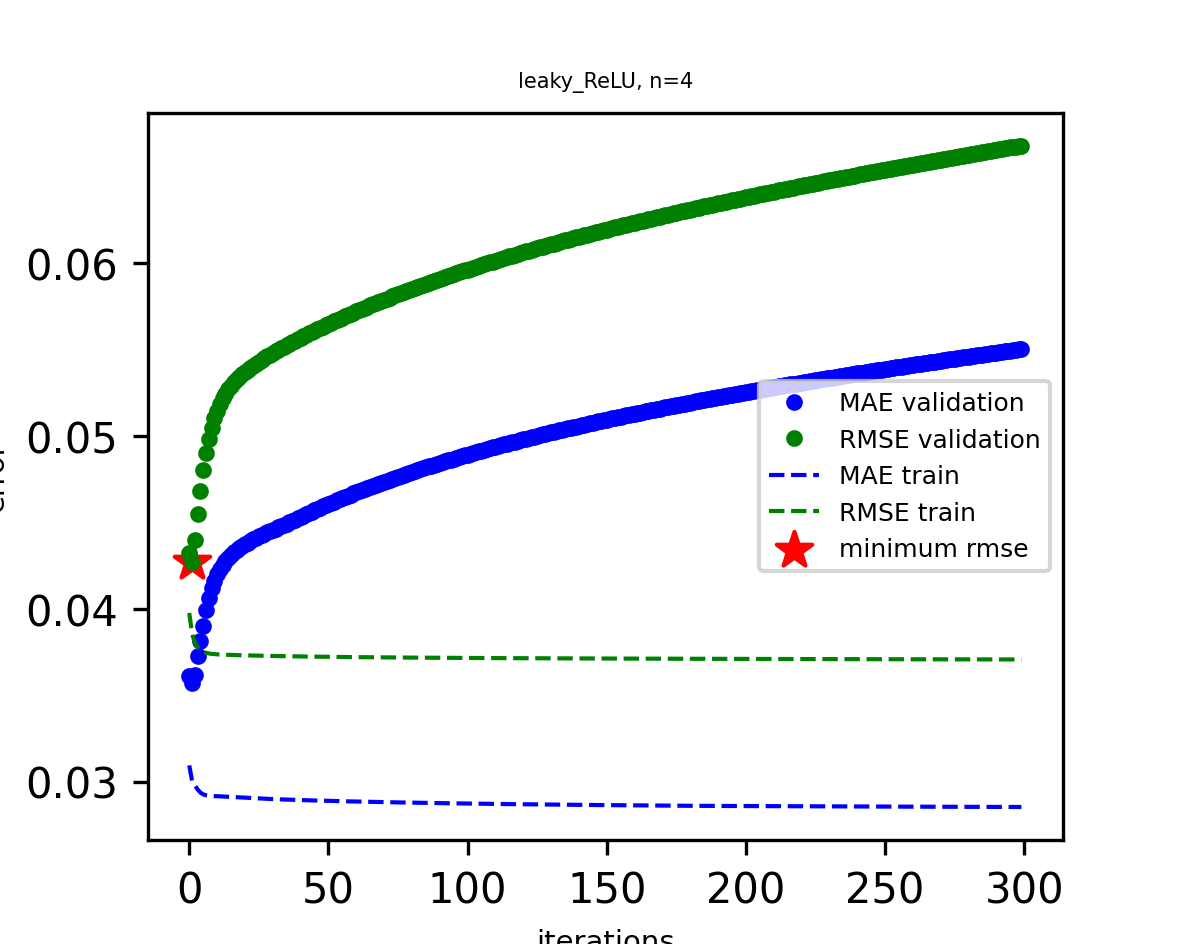 leaky_ReLU, n=4
0.06
0.05
0.04
0.03
MAE validation
RMSE validation
MAE train
RMSE train
minimum rmse
0 50 100 150 200 250 300
iterations